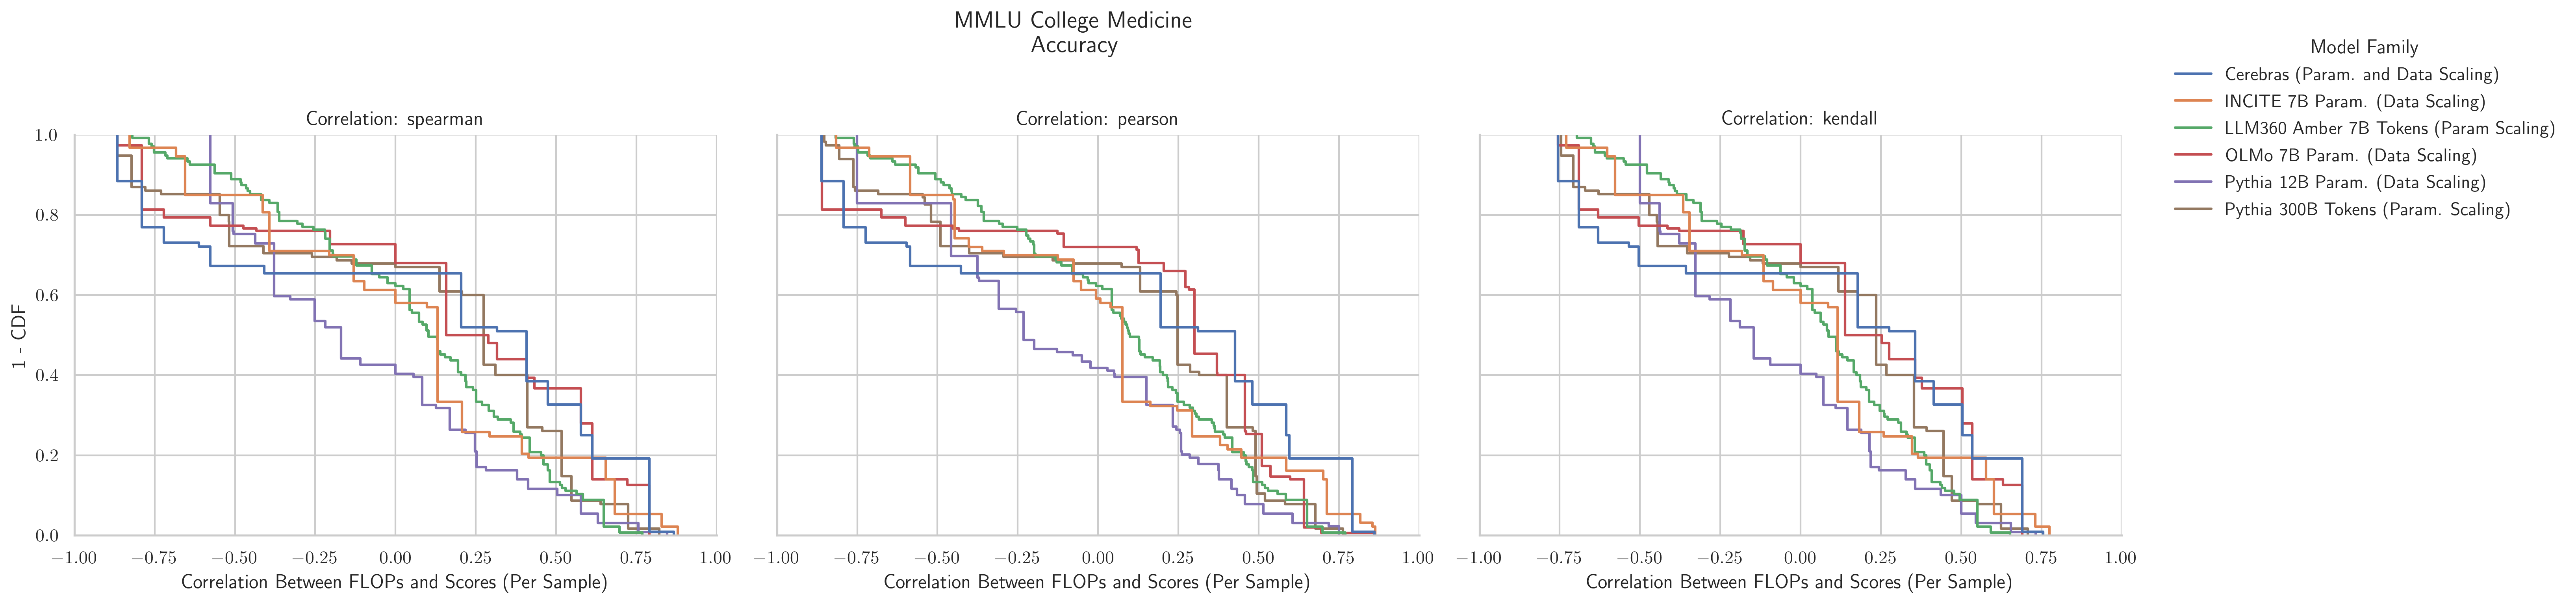 MMLU College Medicine
Accuracy
Correlation: spearman
Correlation: pearson
Correlation: kendall
1 - CDF
1.0
0.8
0.6
0.4
0.2
0.0
−1.00 −0.75 −0.50 −0.25 0.00 0.25 0.50 0.75 1.00
−1.00 −0.75 −0.50 −0.25 0.00 0.25 0.50 0.75 1.00
−1.00 −0.75 −0.50 −0.25 0.00 0.25 0.50 0.75 1.00
Correlation Between FLOPs and Scores (Per Sample)
Correlation Between FLOPs and Scores (Per Sample)
Correlation Between FLOPs and Scores (Per Sample)
Model Family
Cerebras (Param. and Data Scaling)
INCITE 7B Param. (Data Scaling)
LLM360 Amber 7B Tokens (Param Scaling)
OLMo 7B Param. (Data Scaling)
Pythia 12B Param. (Data Scaling)
Pythia 300B Tokens (Param. Scaling)